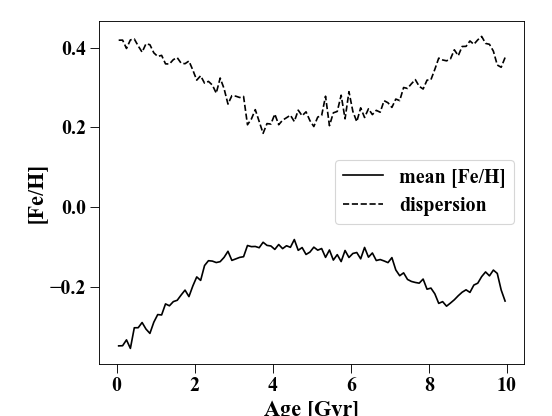 0.4
0.2
0.0
−0.2
[Fe/H]
mean [Fe/H]
dispersion
0 2 4 6 8 10
Age [Gyr]